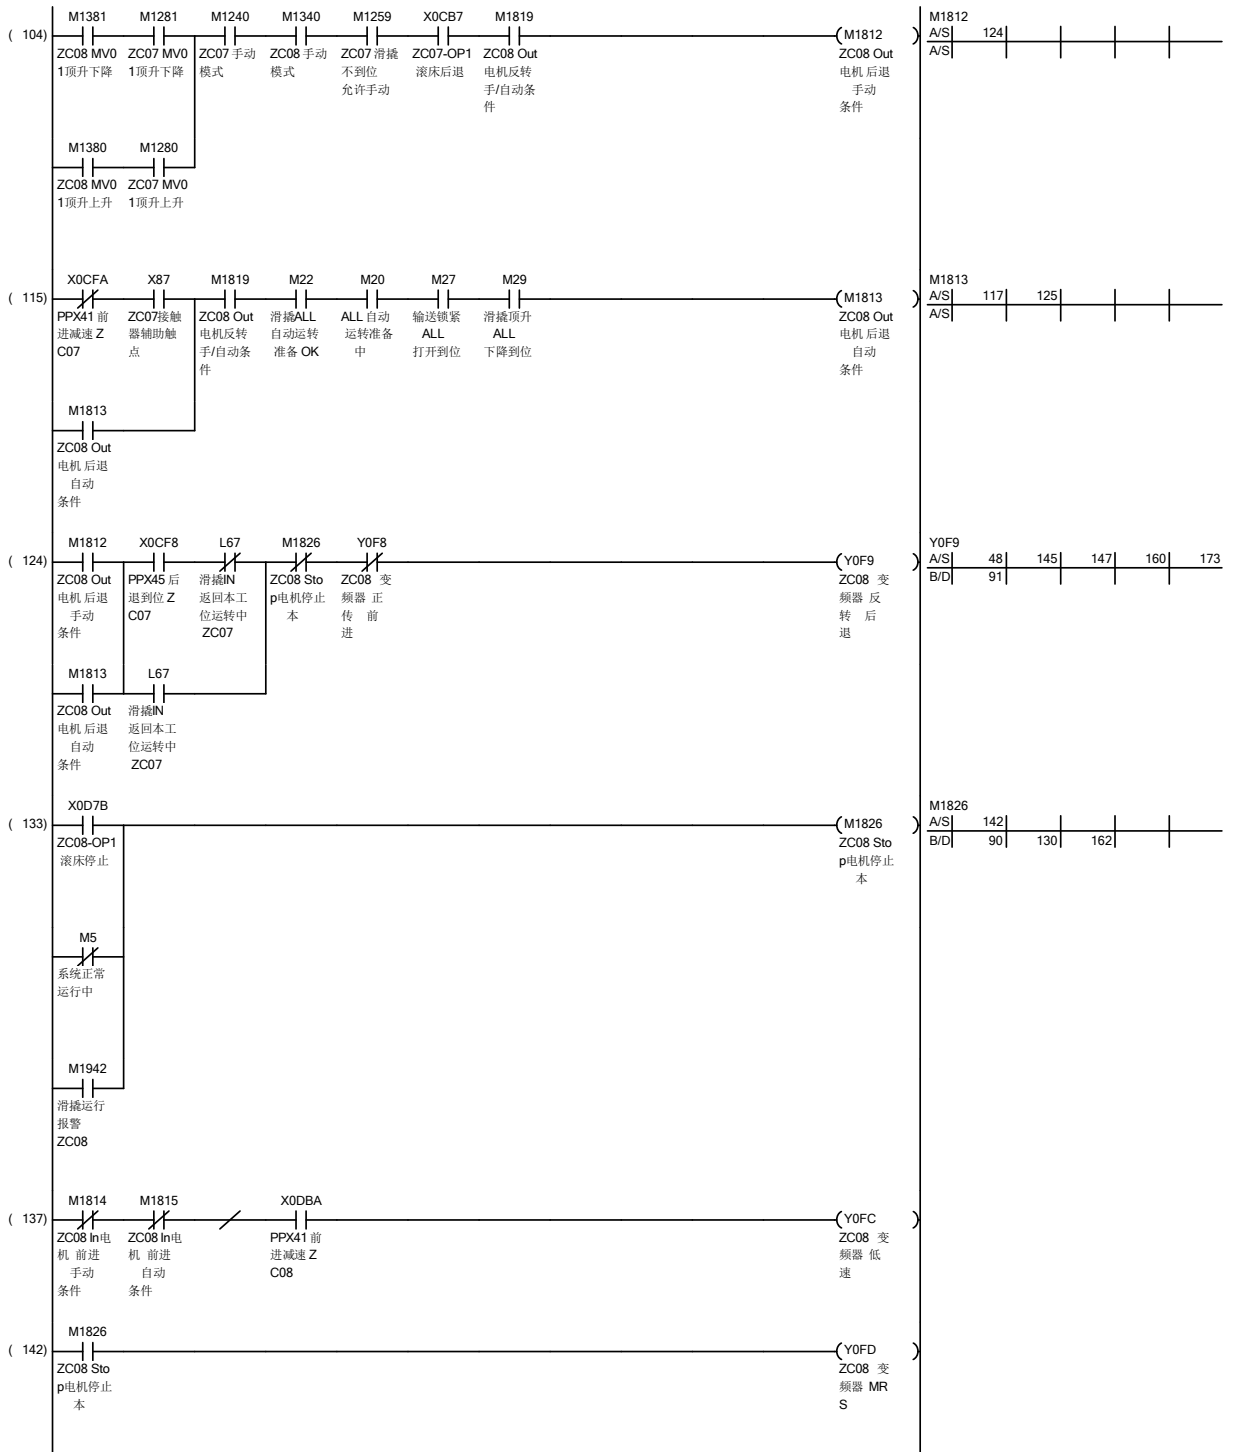 M1381 M1281 M1240 M1340 M1259 X0CB7 M1819 M1812
( 104) (M1812 ) A/S 124
ZC08 MV0 ZC07 MV0 ZC07 手动 ZC08 手动 ZC07 滑撬 ZC07-OP1 ZC08 Out ZC08 Out A/S
1顶升下降 1顶升下降 模式 模式 不到位 滚床后退 电机反转 电机 后退
允许手动 手/自动条 手动
件 条件
M1380 M1280
ZC08 MV0 ZC07 MV0
1顶升上升 1顶升上升
X0CFA X87 M1819 M22 M20 M27 M29 M1813
( 115) (M1813 ) A/S 117 125
PPX41 前 ZC07接触 ZC08 Out 滑撬ALL ALL 自动 输送锁紧 滑撬顶升 ZC08 Out A/S
进减速 Z 器辅助触 电机反转 自动运转 运转准备 ALL ALL 电机 后退
C07 点 手/自动条 准备 OK 中 打开到位 下降到位 自动
件 条件
M1813
ZC08 Out
电机 后退
自动
条件
M1812 X0CF8 L67 M1826 Y0F8 Y0F9
( 124) (Y0F9 ) A/S 48 145 147 160 173
ZC08 Out PPX45 后 滑撬IN ZC08 Sto ZC08 变 ZC08 变 B/D 91
电机 后退 退到位 Z 返回本工 p电机停止 频器 正 频器 反
手动 C07 位运转中 本 传 前 转 后
条件 ZC07 进 退
M1813 L67
ZC08 Out 滑撬IN
电机 后退 返回本工
自动 位运转中
条件 ZC07
X0D7B M1826
( 133) (M1826 ) A/S 142
ZC08-OP1 ZC08 Sto B/D 90 130 162
滚床停止 p电机停止
本
M5
系统正常
运行中
M1942
滑撬运行
报警
ZC08
M1814 M1815 X0DBA
( 137) (Y0FC )
ZC08 In电 ZC08 In电 PPX41 前 ZC08 变
机 前进 机 前进 进减速 Z 频器 低
手动 自动 C08 速
条件 条件
M1826
( 142) (Y0FD )
ZC08 Sto ZC08 变
p电机停止 频器 MR
本 S